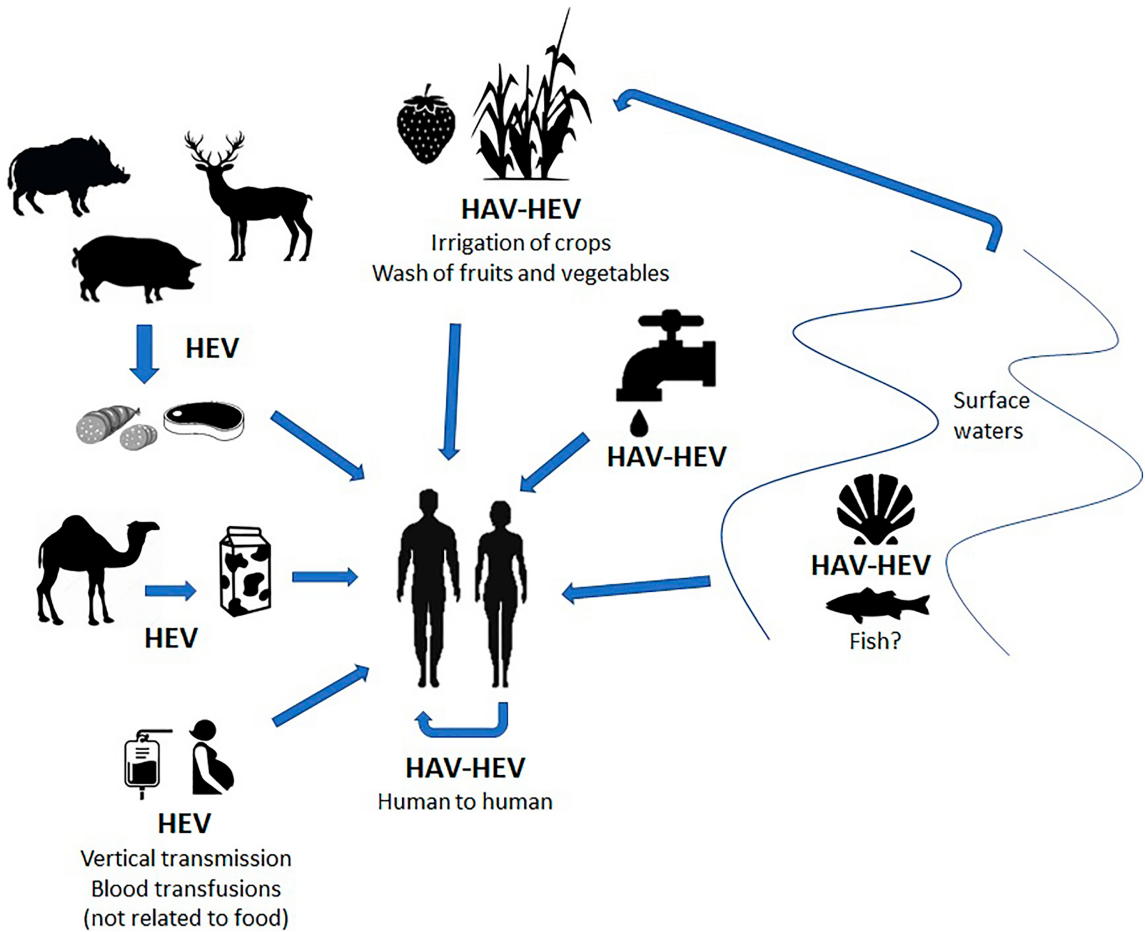 HAV-HEV
Irrigation of crops
Wash of fruits and vegetables
HEV
HAV-HEV
Surface
waters
HAV-HEV
Fish?
HEV
HAV-HEV
Human to human
HEV
Vertical transmission
Blood transfusions
(not related to food)